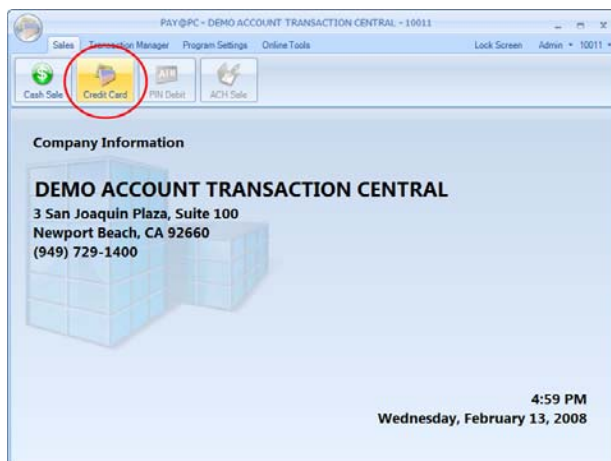 PAY@PC - DEMO ACCOUNT TRANSACTION CENTRAL - 10011
Sales Transaction Manager Program Settings Online Tools Lock Screen Admin 10011
Cash Sale Credit Card PIN Debit ACH Sale
Company Information
DEMO ACCOUNT TRANSACTION CENTRAL
3 San Joaquin Plaza, Suite 100
Newport Beach, CA 92660
(949) 729-1400
4:59 PM
Wednesday, February 13, 2008